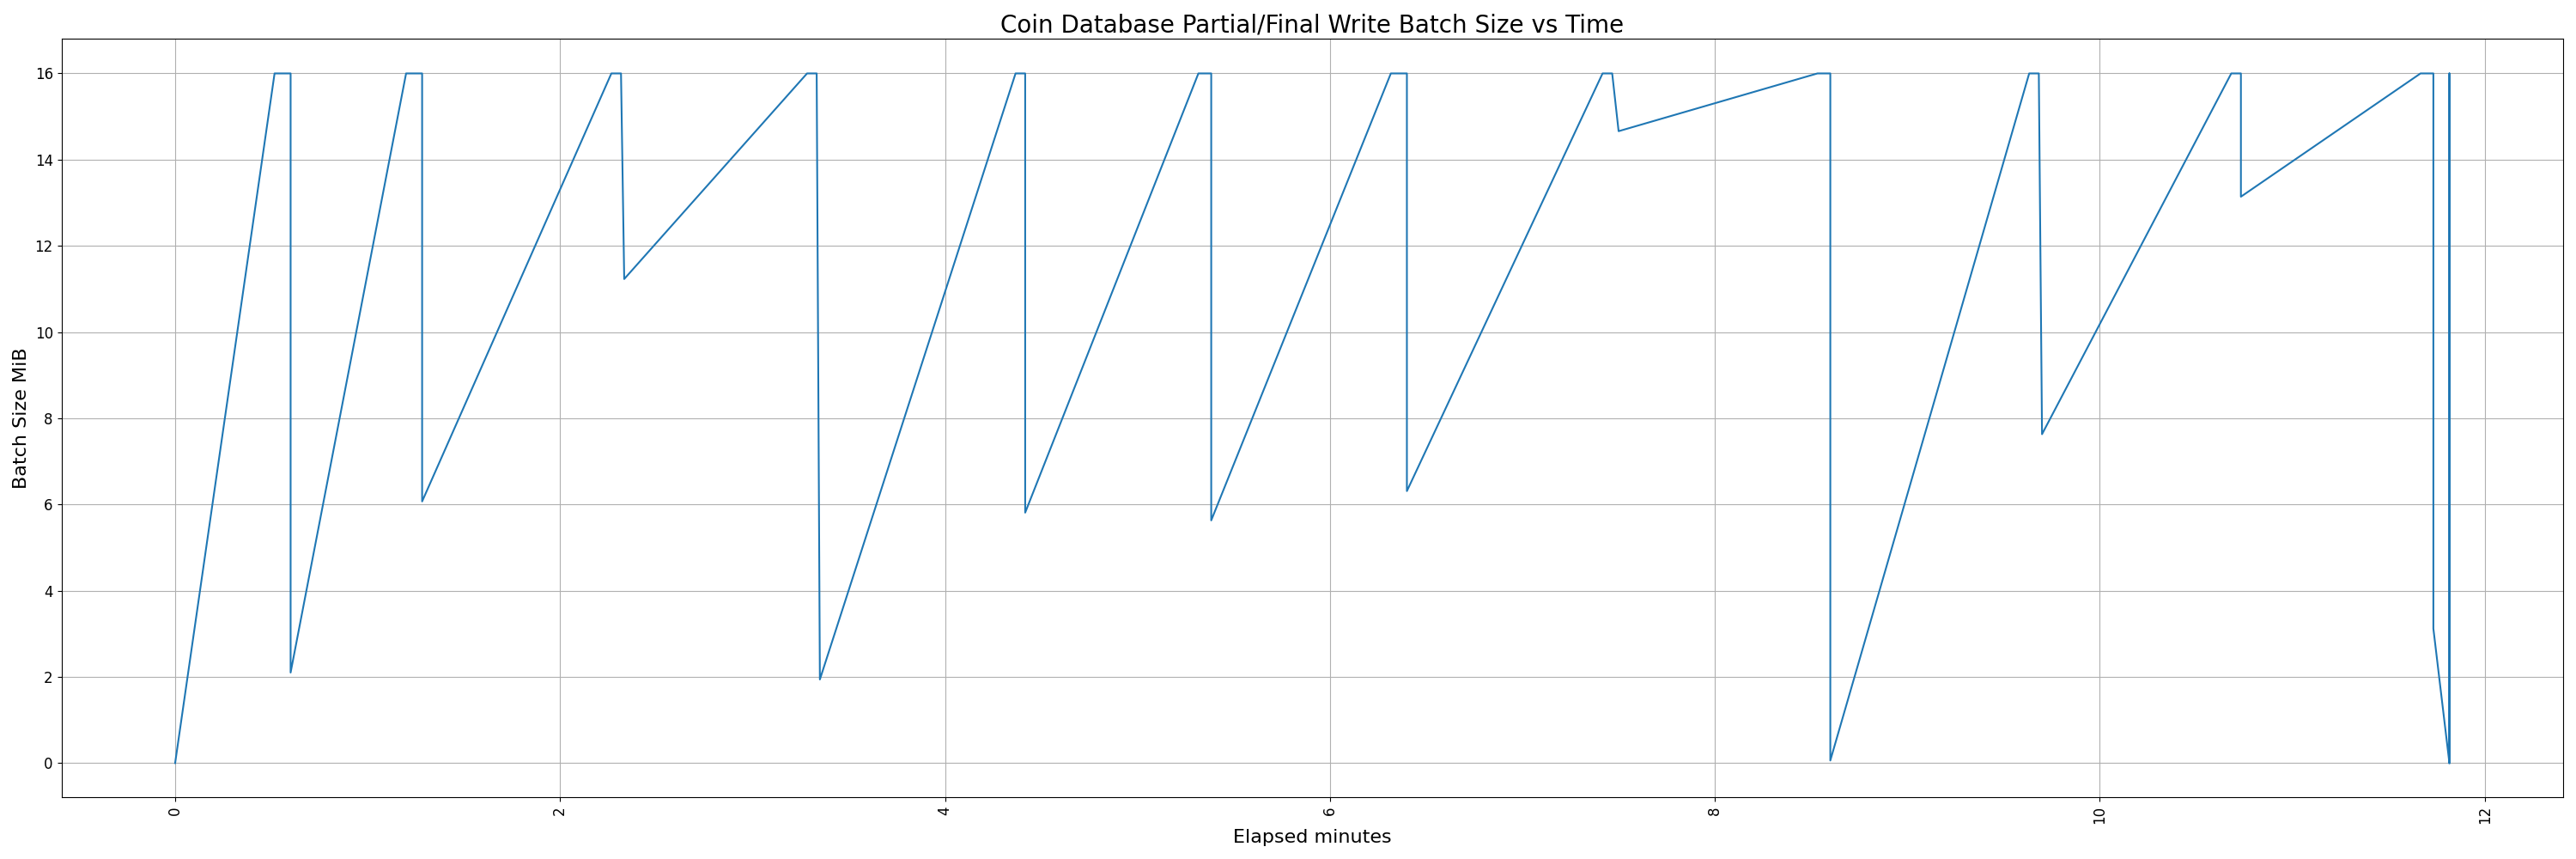 Coin Database Partial/Final Write Batch Size vs Time
16
14
12
10
8
6
4
2
0
Batch Size MiB
0 2 4 6 8 10 12
Elapsed minutes